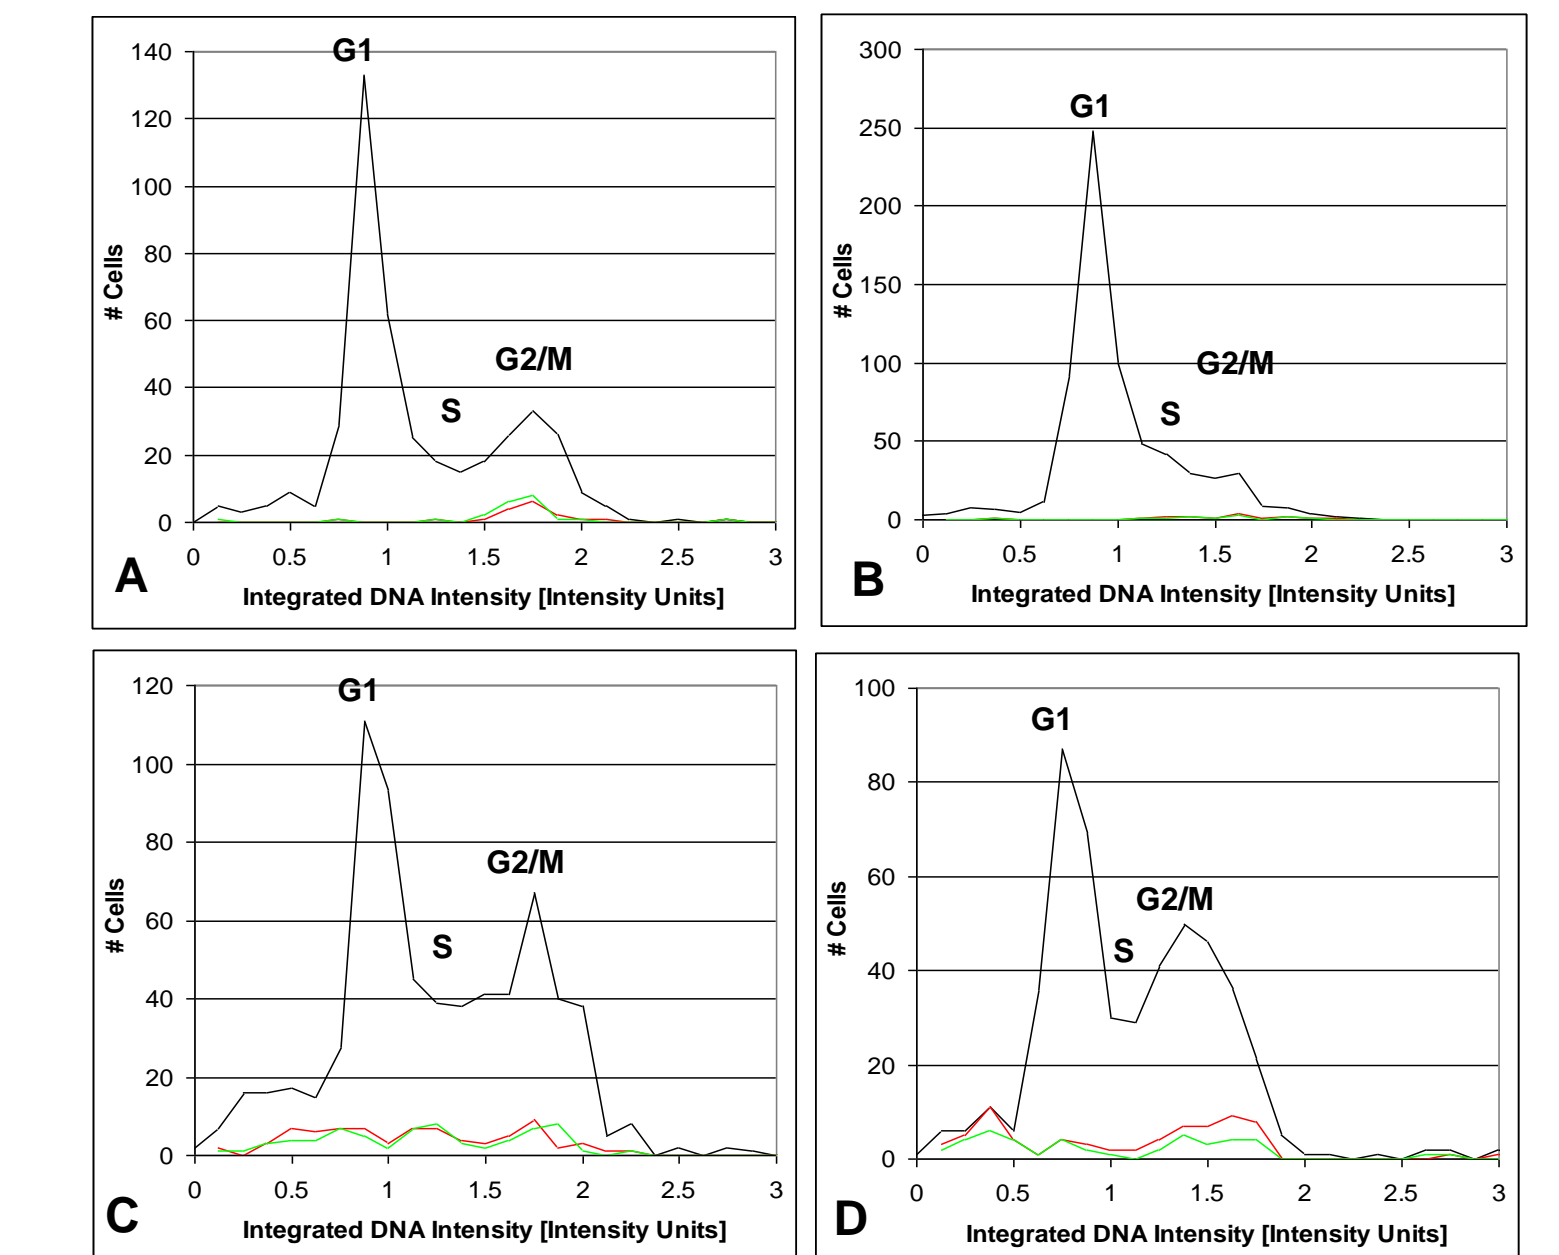 140
120
100
80
60
40
20
0
# Cells
G1
S
G2/M
0 0.5 1 1.5 2 2.5 3
A
Integrated DNA Intensity [Intensity Units]
300
250
200
150
100
50
0
# Cells
G1
G2/M
S
0 0.5 1 1.5 2 2.5 3
B
Integrated DNA Intensity [Intensity Units]
120
100
80
60
40
20
0
# Cells
G1
G2/M
S
0 0.5 1 1.5 2 2.5 3
C
Integrated DNA Intensity [Intensity Units]
100
80
60
40
20
0
# Cells
G1
G2/M
S
0 0.5 1 1.5 2 2.5 3
D
Integrated DNA Intensity [Intensity Units]